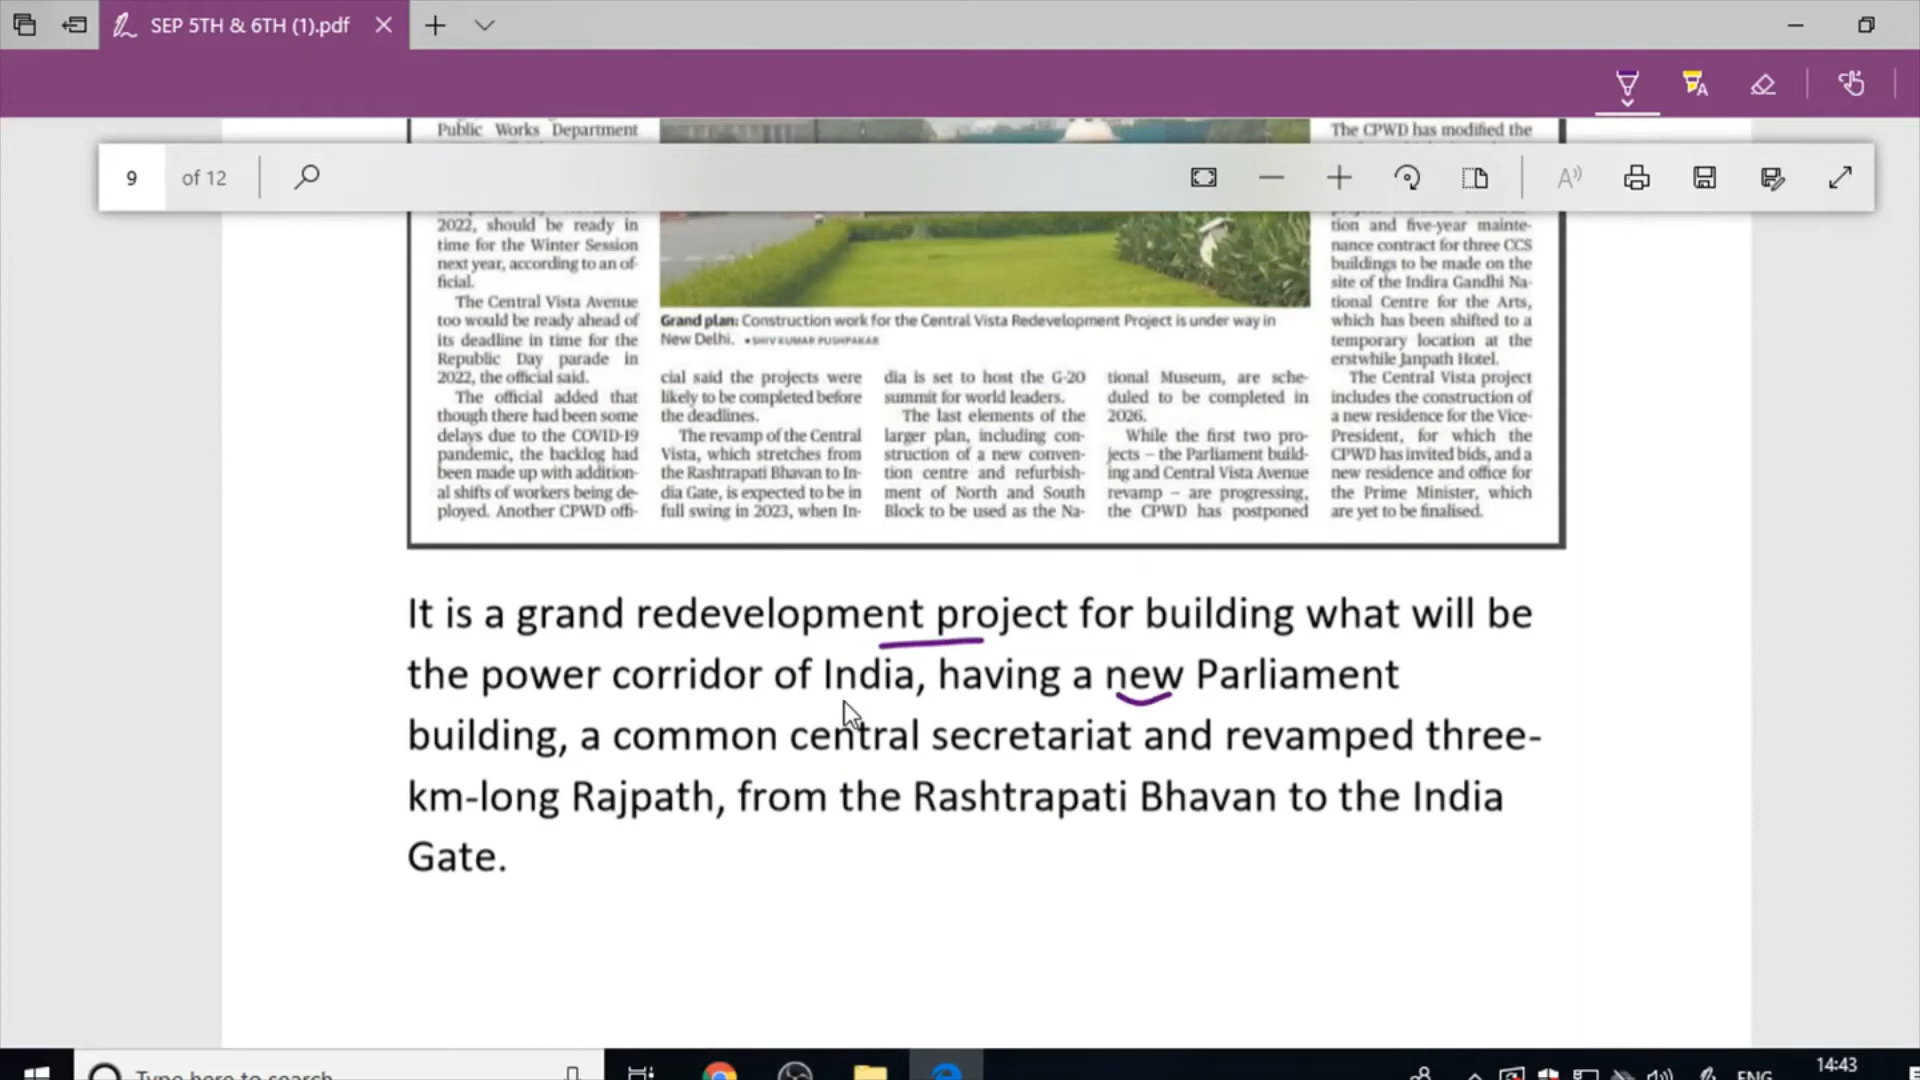 SEP 5TH & 6TH (1).pdf
9 of 12
Public Works Department
2022, should be ready in
time for the Winter Session
next year, according to an of-
ficial.
The Central Vista Avenue
too would be ready ahead of
its deadline in time for the
Republic Day parade in
2022, the official said.
The official added that
though there had been some
delays due to the COVID-19
pandemic, the backlog had
been made up with addition-
al shifts of workers being de-
ployed. Another CPWD offi-
Grand plan: Construction work for the Central Vista Redevelopment Project is under way in
New Delhi. • SHIV KUMAR PUSHPAKAR
cial said the projects were
likely to be completed before
the deadlines.
The revamp of the Central
Vista, which stretches from
the Rashtrapati Bhavan to In-
dia Gate, is expected to be in
full swing in 2023, when In-
dia is set to host the G-20
summit for world leaders.
The last elements of the
larger plan, including con-
struction of a new conven-
tion centre and refurbish-
ment of North and South
Block to be used as the Na-
tional Museum, are sche-
duled to be completed in
2026.
While the first two pro-
jects – the Parliament build-
ing and Central Vista Avenue
revamp – are progressing,
the CPWD has postponed
The CPWD has modified the
tion and five-year mainte-
nance contract for three CCS
buildings to be made on the
site of the Indira Gandhi Na-
tional Centre for the Arts,
which has been shifted to a
temporary location at the
erstwhile Janpath Hotel.
The Central Vista project
includes the construction of
a new residence for the Vice-
President, for which the
CPWD has invited bids, and a
new residence and office for
the Prime Minister, which
are yet to be finalised.
It is a grand redevelopment project for building what will be
the power corridor of India, having a new Parliament
building, a common central secretariat and revamped three-
km-long Rajpath, from the Rashtrapati Bhavan to the India
Gate.
Type here to search
ENG
14:43